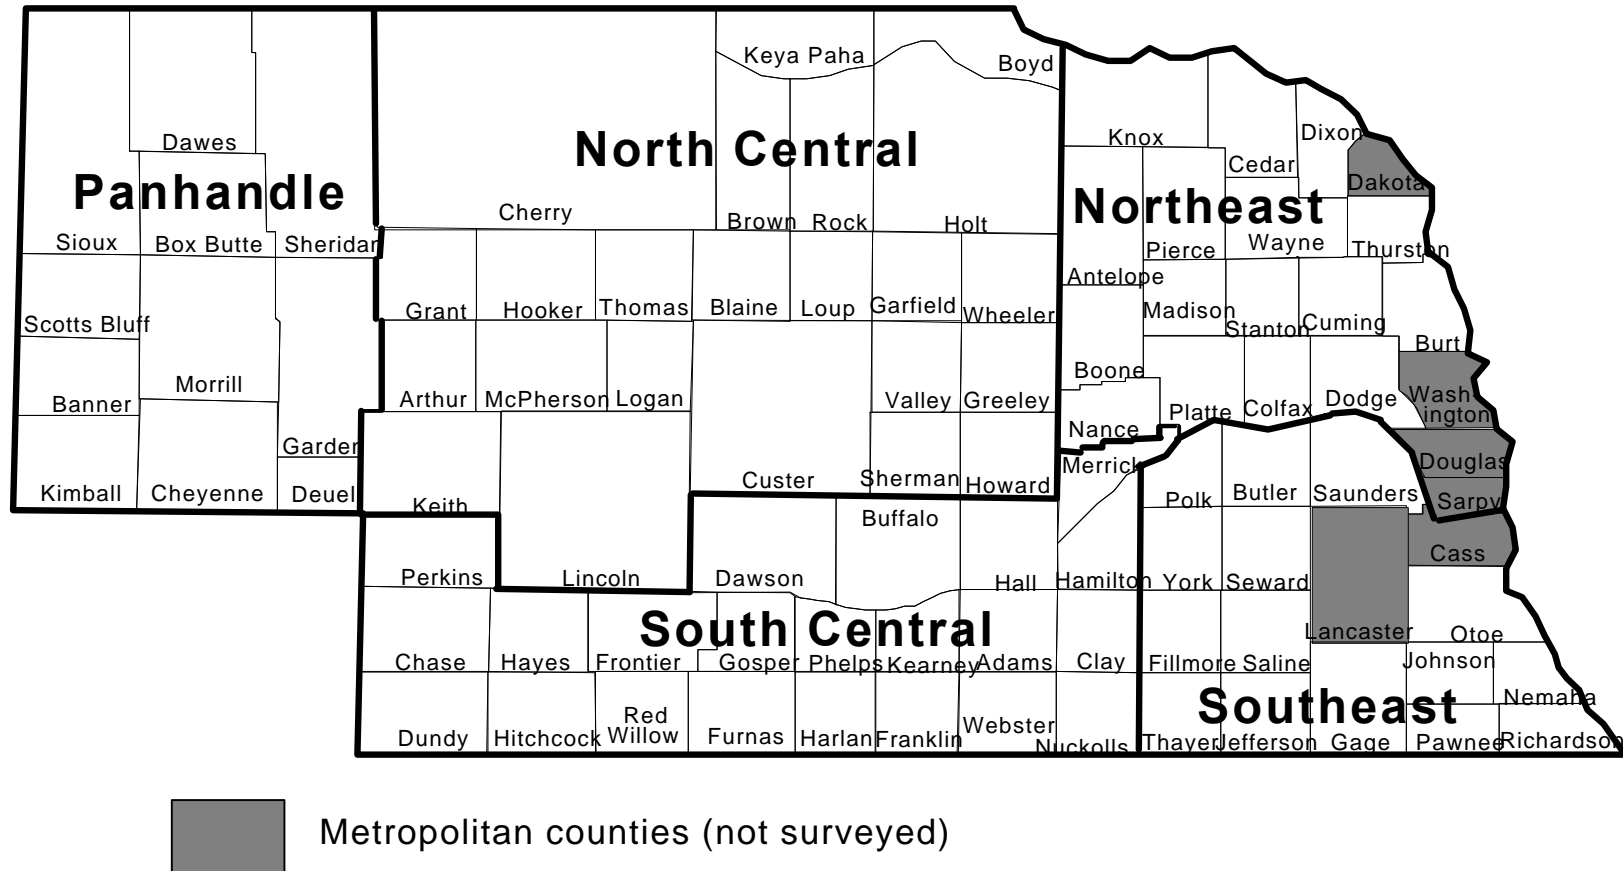 Keya Paha
Boyd
Dixon
Knox
Dawes
North Central
Cedar
Dakota
Panhandle
Northeast
Cherry
Brown
Rock
Holt
Sioux
Box Butte
Sheridan
Pierce
Wayne
Thurston
Antelope
Scotts Bluff
Grant
Hooker
Thomas
Blaine
Loup
Garfield
Wheeler
Madison
Stanton
Cuming
Burt
Banner
Morrill
Arthur
McPherson
Logan
Valley
Greeley
Boone
Platte
Colfax
Dodge
Wash
ington
Nance
Garden
Merrick
Douglas
Kimball
Cheyenne
Deuel
Keith
Custer
Sherman
Howard
Polk
Butler
Saunders
Sarpy
Buffalo
Perkins
Lincoln
Dawson
Hall
Hamilton
York
Seward
Cass
South Central
Lancaster
Otoe
Chase
Hayes
Frontier
Gosper
Phelps
Kearney
Adams
Clay
Fillmore
Saline
Johnson
Southeast
Nemaha
Dundy
Hitchcock
Red
Willow
Furnas
Harlan
Franklin
Webster
Nuckolls
Thayer
Jefferson
Gage
Pawnee
Richardson
Metropolitan counties (not surveyed)